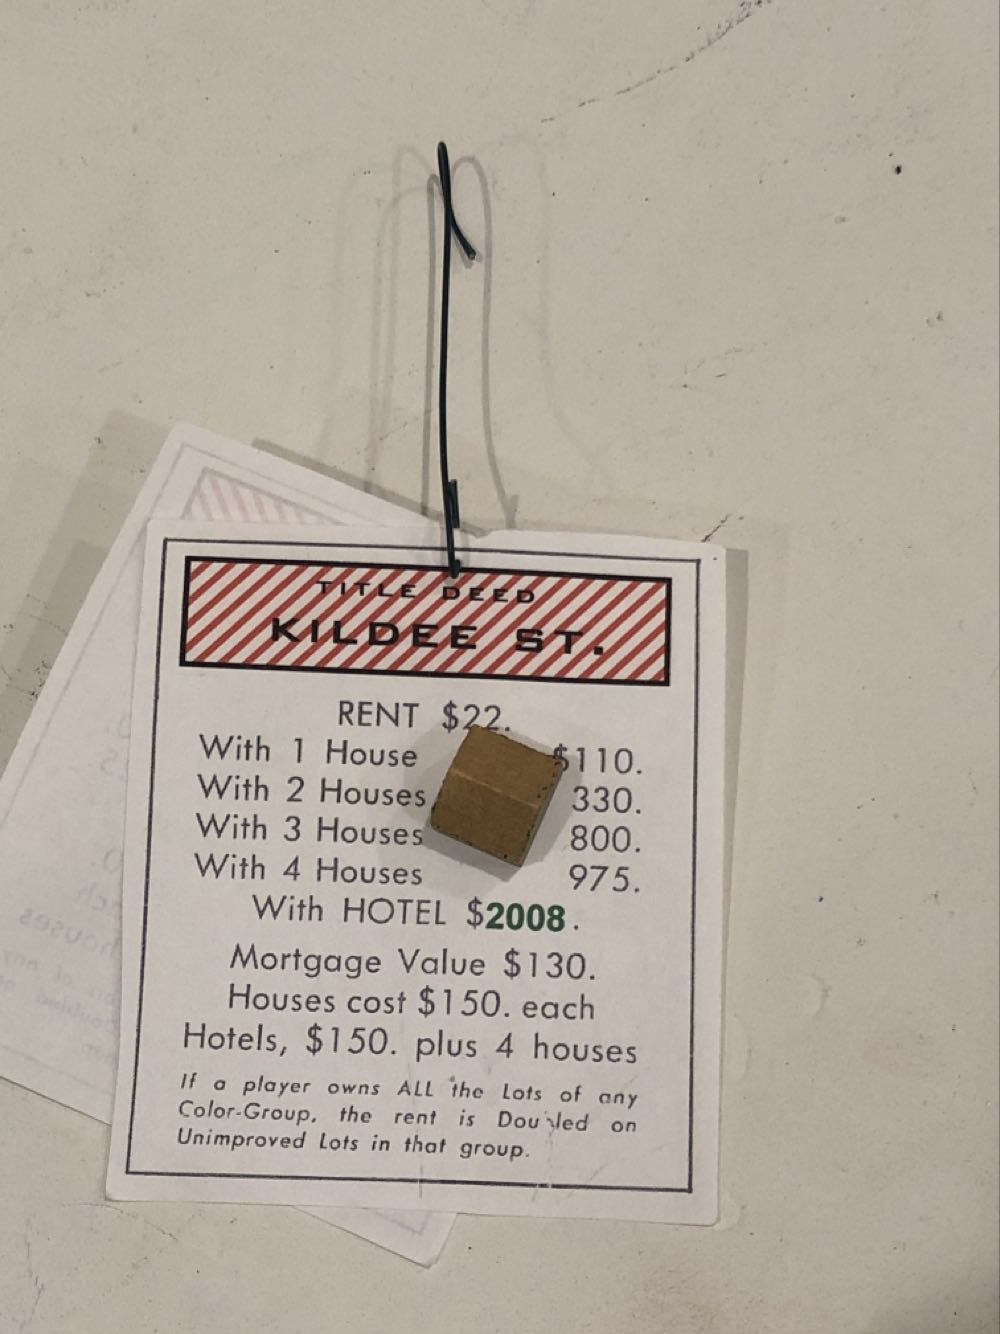 TITLE DEED
KILDEE ST.
RENT $22.
With 1 House $110.
With 2 Houses 330.
With 3 Houses 800.
With 4 Houses 975.
With HOTEL $2008.
Mortgage Value $130.
Houses cost $150. each
Hotels, $150. plus 4 houses
If a player owns ALL the Lots of any
Color-Group, the rent is Doubled on
Unimproved Lots in that group.